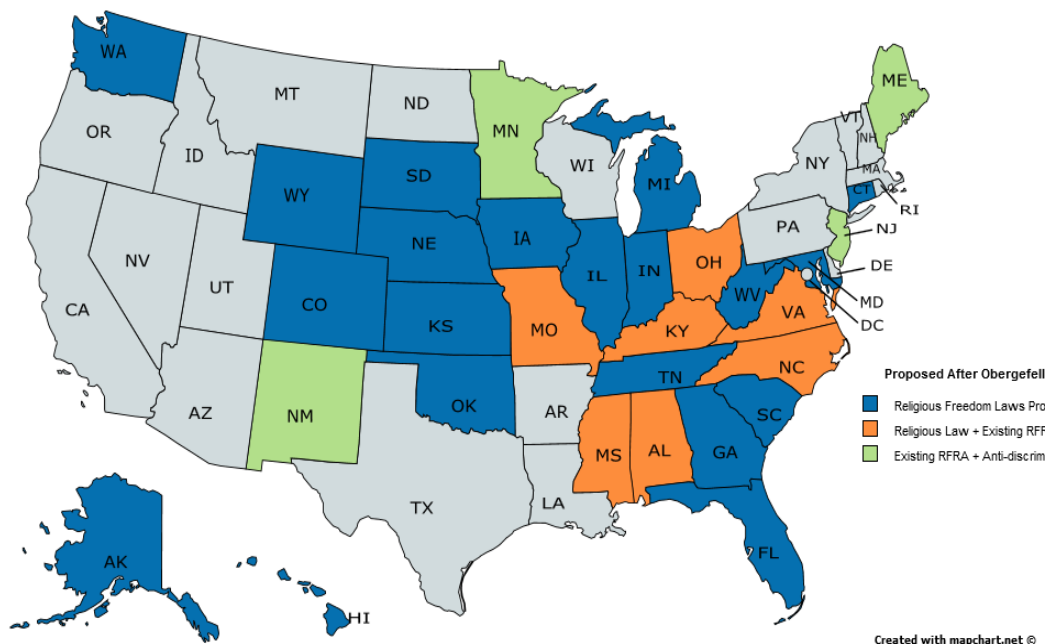 WA
MT
ND
MN
ME
OR
ID
WI
VT
NH
NY
MA
SD
WY
MI
CT
RI
NE
IA
PA
NJ
NV
UT
IL
IN
OH
DE
CA
CO
KS
MO
WV
VA
MD
KY
DC
TN
NC
AZ
NM
OK
AR
SC
MS
AL
GA
TX
LA
FL
AK
HI
Proposed After Obergefell
Religious Freedom Laws Pro
Religious Law + Existing RFR
Existing RFRA + Anti-discrim
Created with mapchart.net ©